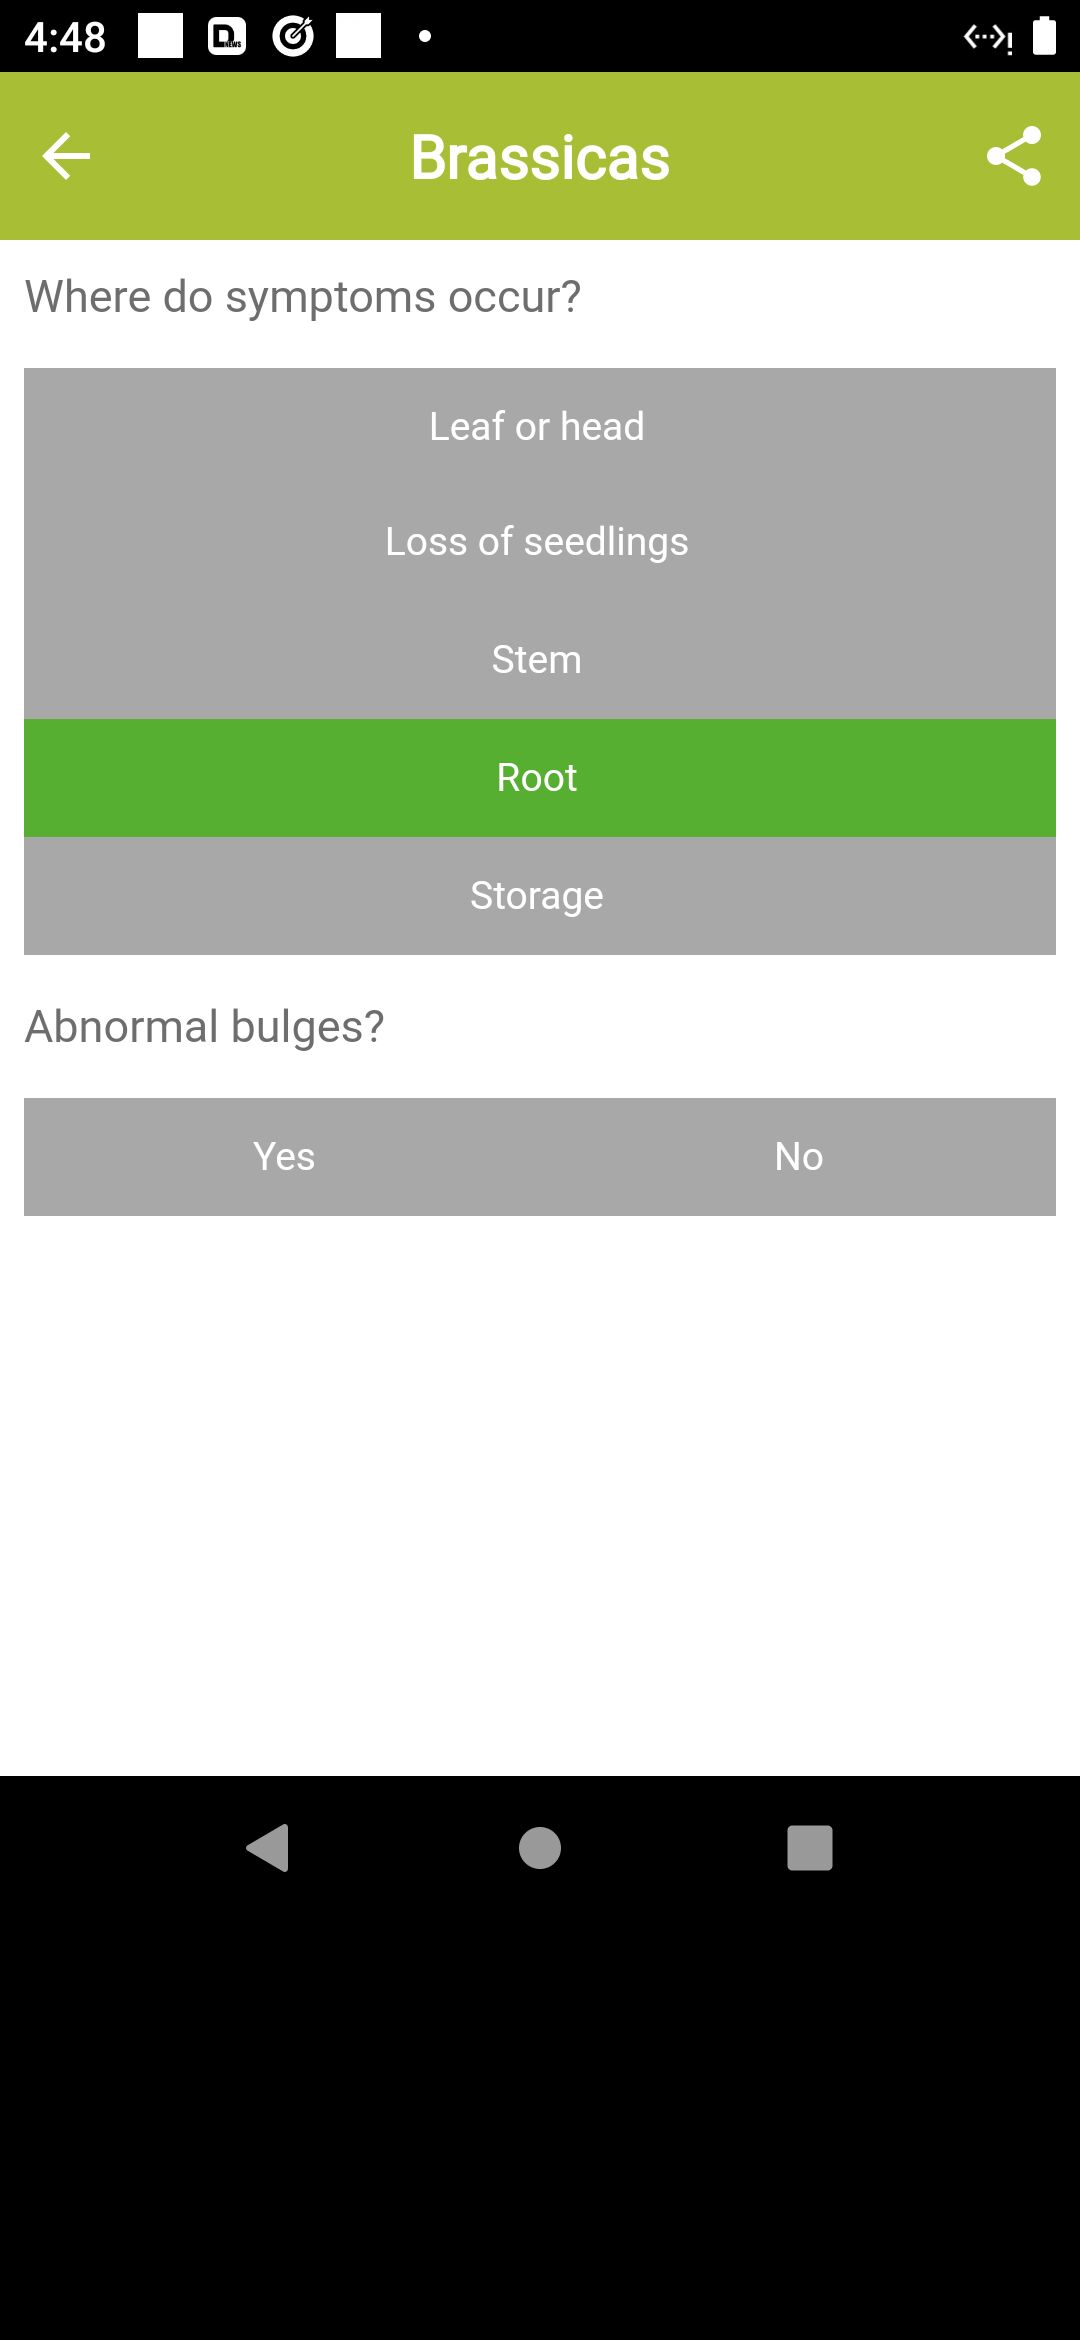 4:48
Brassicas
Where do symptoms occur?
Leaf or head
Loss of seedlings
Stem
Root
Storage
Abnormal bulges?
Yes No